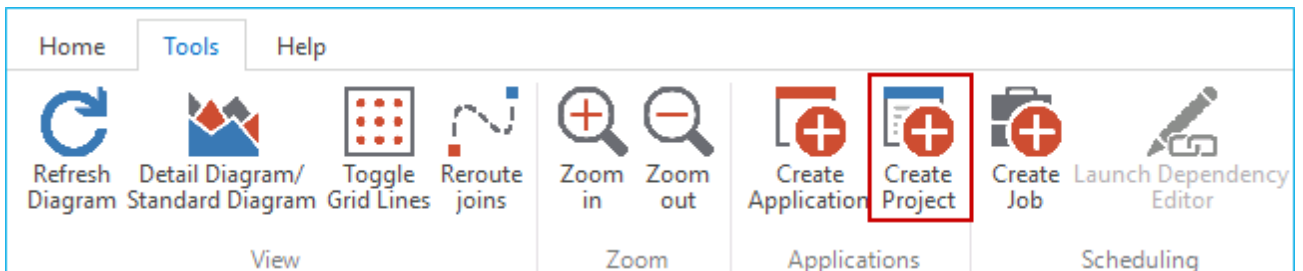 Home Tools Help
Refresh Detail Diagram/ Toggle Reroute Zoom Zoom Create Create Create Launch Dependency
Diagram Standard Diagram Grid Lines joins in out Application Project Job Editor
View Zoom Applications Scheduling